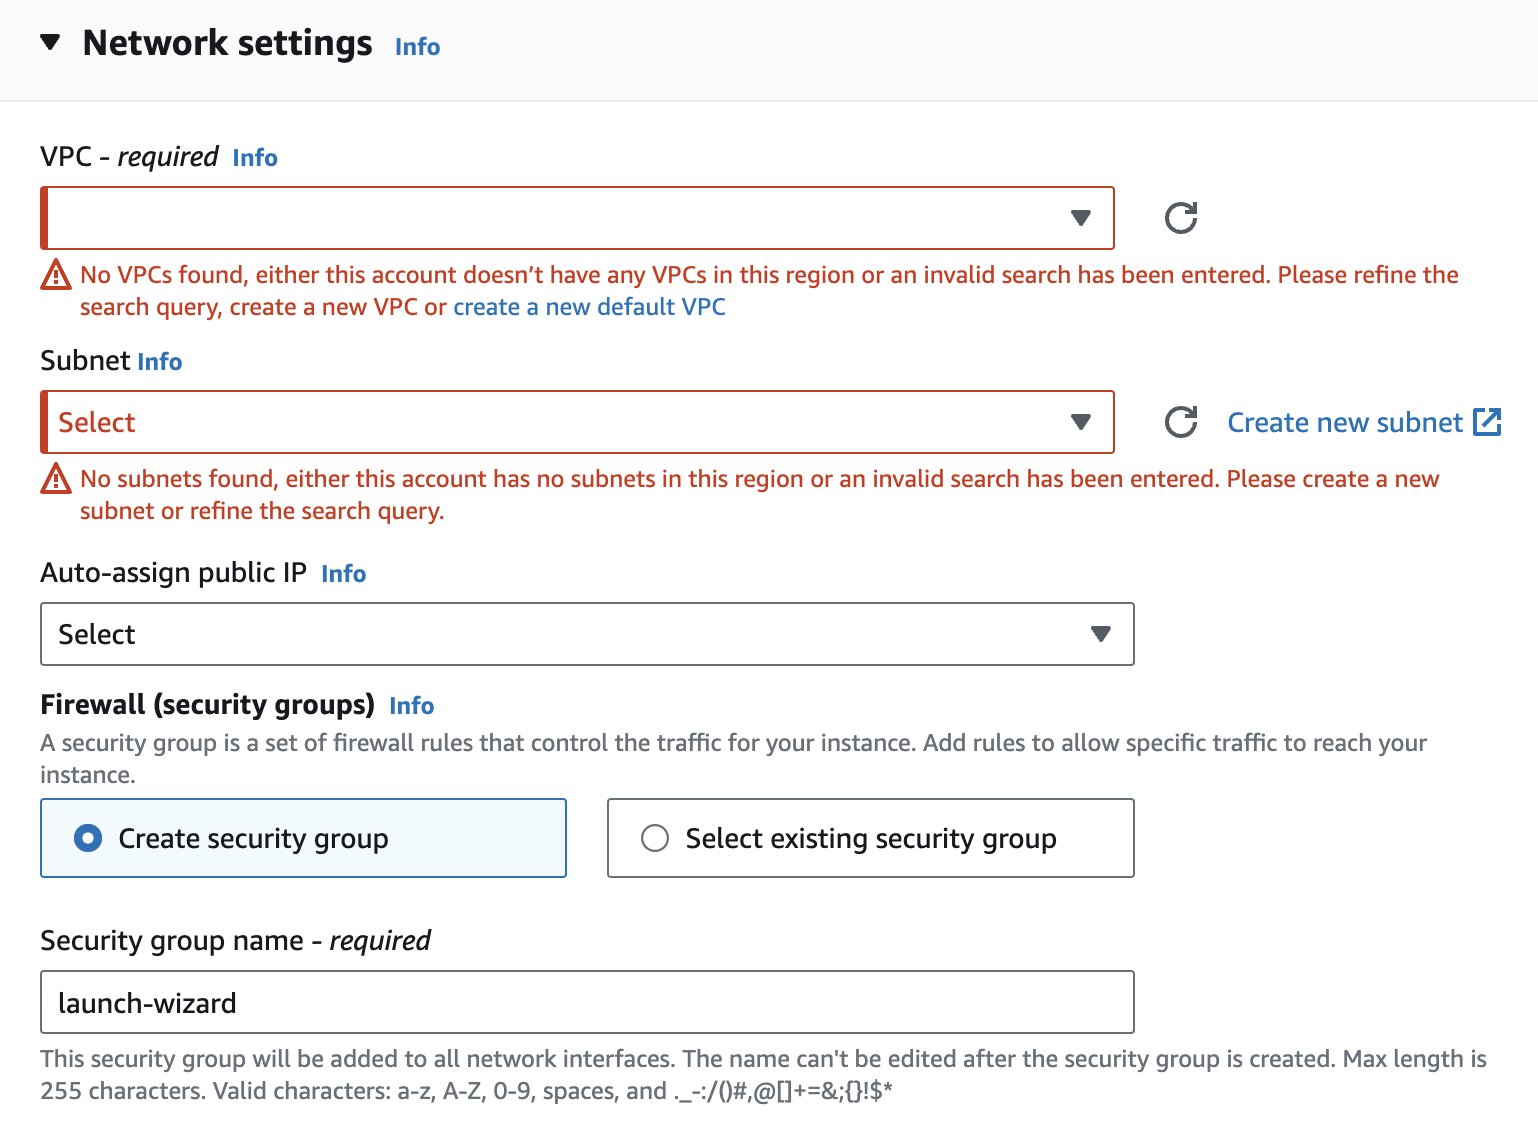 Network settings Info
VPC - required Info
No VPCs found, either this account doesn’t have any VPCs in this region or an invalid search has been entered. Please refine the
search query, create a new VPC or create a new default VPC
Subnet Info
Select
Create new subnet
No subnets found, either this account has no subnets in this region or an invalid search has been entered. Please create a new
subnet or refine the search query.
Auto-assign public IP Info
Select
Firewall (security groups) Info
A security group is a set of firewall rules that control the traffic for your instance. Add rules to allow specific traffic to reach your
instance.
Create security group
Select existing security group
Security group name - required
launch-wizard
This security group will be added to all network interfaces. The name can't be edited after the security group is created. Max length is
255 characters. Valid characters: a-z, A-Z, 0-9, spaces, and ._-:/()#,@[]+=&;{}!$*